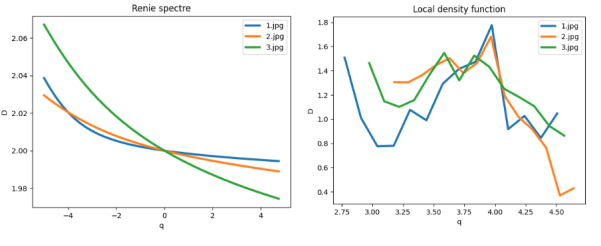 Renie spectre
1.jpg
2.jpg
3.jpg
2.06
2.04
2.02
2.00
1.98
D
−4
−2
0
2
4
q
Local density function
1.jpg
2.jpg
3.jpg
1.8
1.6
1.4
1.2
1.0
0.8
0.6
0.4
D
2.75
3.00
3.25
3.50
3.75
4.00
4.25
4.50
q